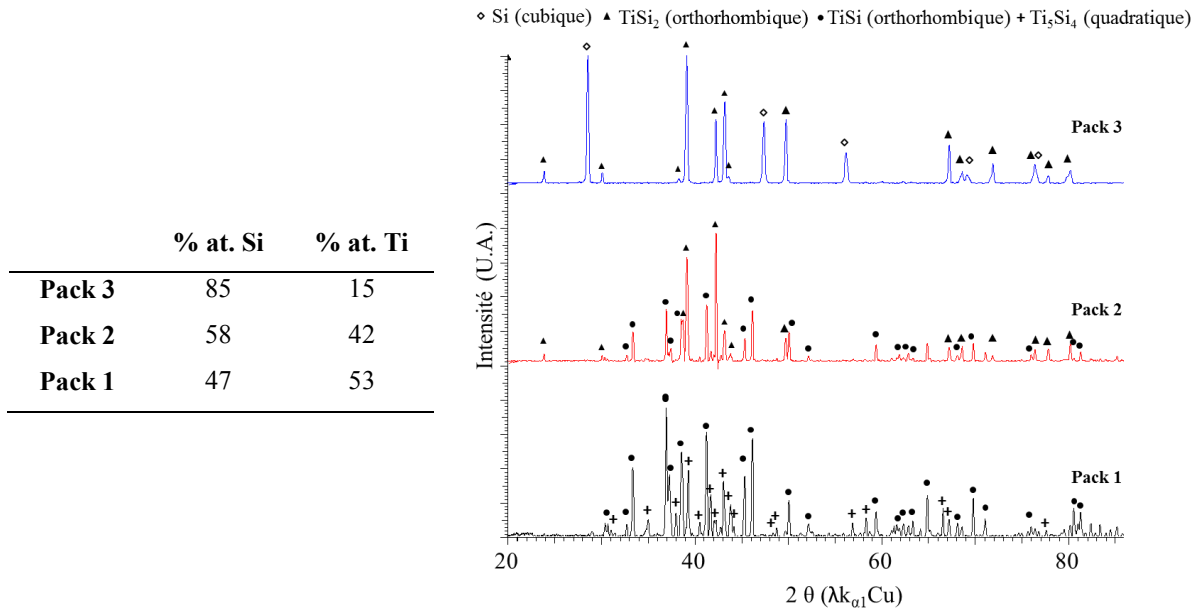 ◇ Si (cubique) ▲ TiSi₂ (orthorhombique) ● TiSi (orthorhombique) + Ti₅Si₄ (quadratique)
% at. Si % at. Ti
Pack 3 85 15
Pack 2 58 42
Pack 1 47 53
Intensité (U.A.)
Pack 3
Pack 2
Pack 1
20 40 60 80
2 θ (λkα1Cu)